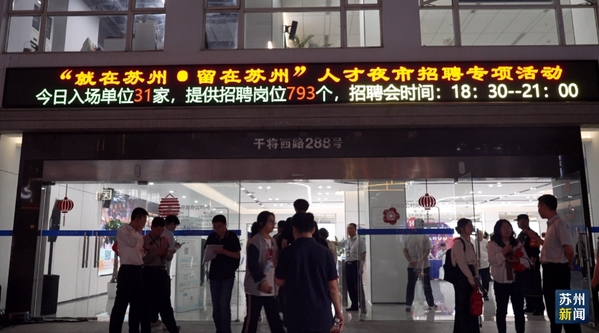 “就在苏州·留在苏州”人才夜市招聘专项活动
今日入场单位31家，提供招聘岗位793个，招聘会时间：18：30--21：00
干将西路288号
苏州
新闻